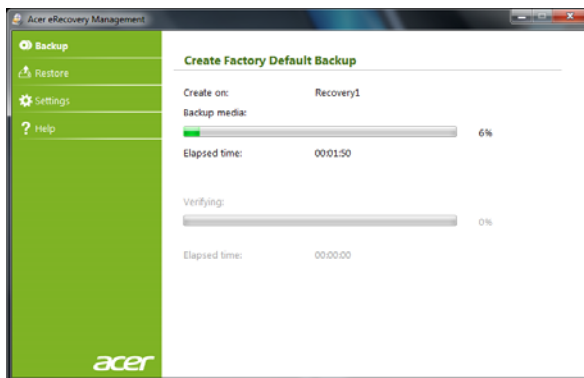 Acer eRecovery Management
Backup
Restore
Settings
Help
Create Factory Default Backup
Create on: Recovery1
Backup media:
6%
Elapsed time: 00:01:50
Verifying:
0%
Elapsed time: 00:00:00
acer